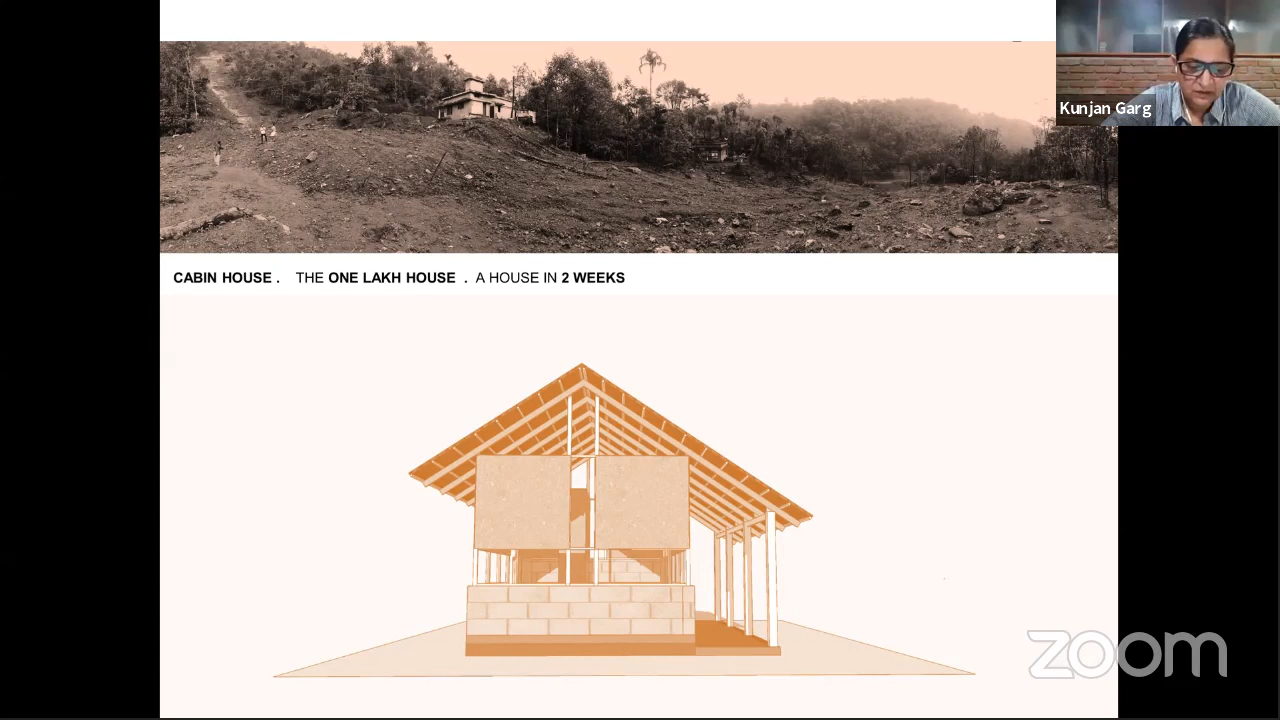 Kunjan Garg
CABIN HOUSE . THE ONE LAKH HOUSE . A HOUSE IN 2 WEEKS
zoom